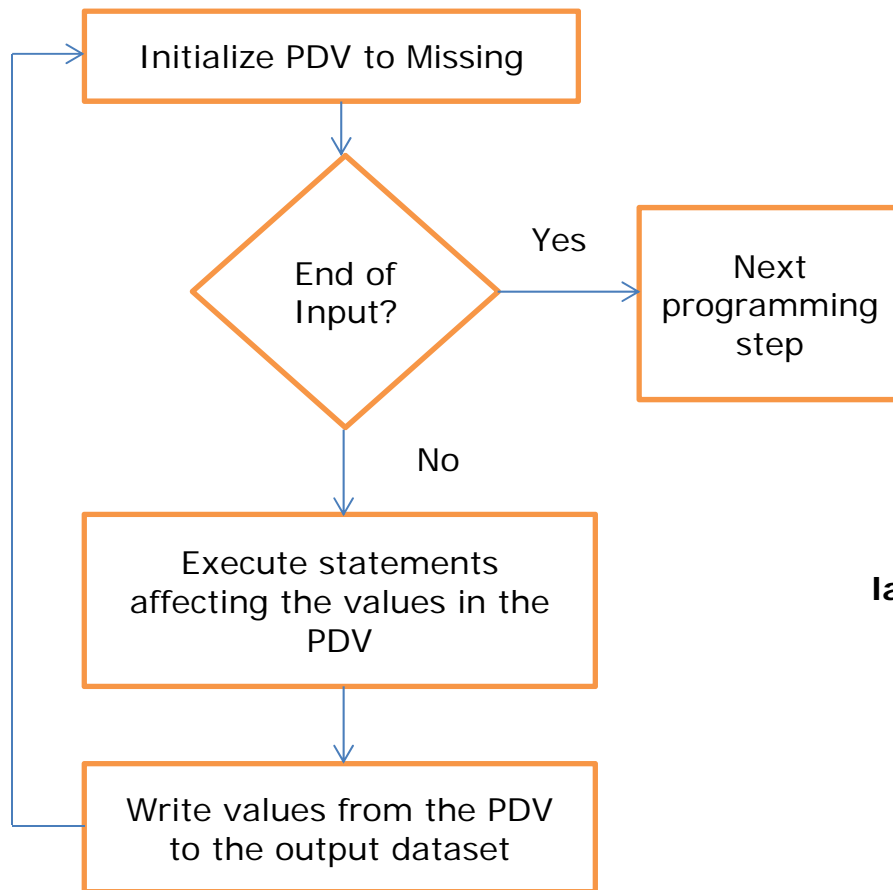 Initialize PDV to Missing
Yes
End of
Input?
Next
programming
step
No
Execute statements
affecting the values in the
PDV
Write values from the PDV
to the output dataset